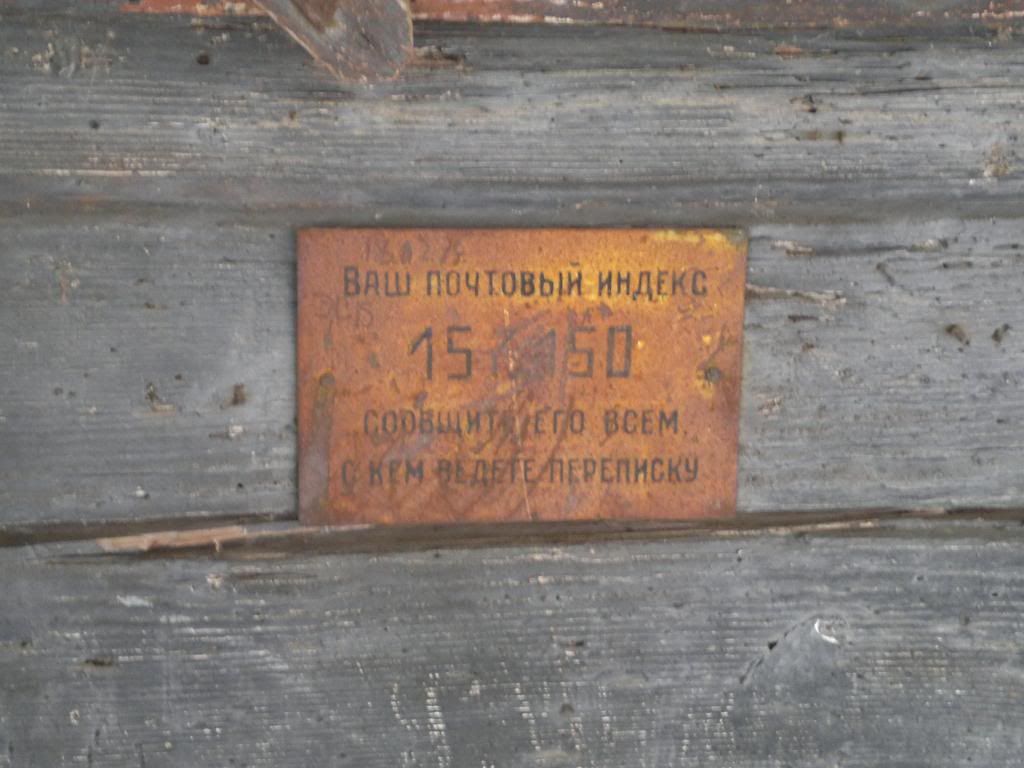 ВАШ ПОЧТОВЫЙ ИНДЕКС
СООБЩИТЕ ЕГО ВСЕМ,
С КЕМ ВЕДЕТЕ ПЕРЕПИСКУ